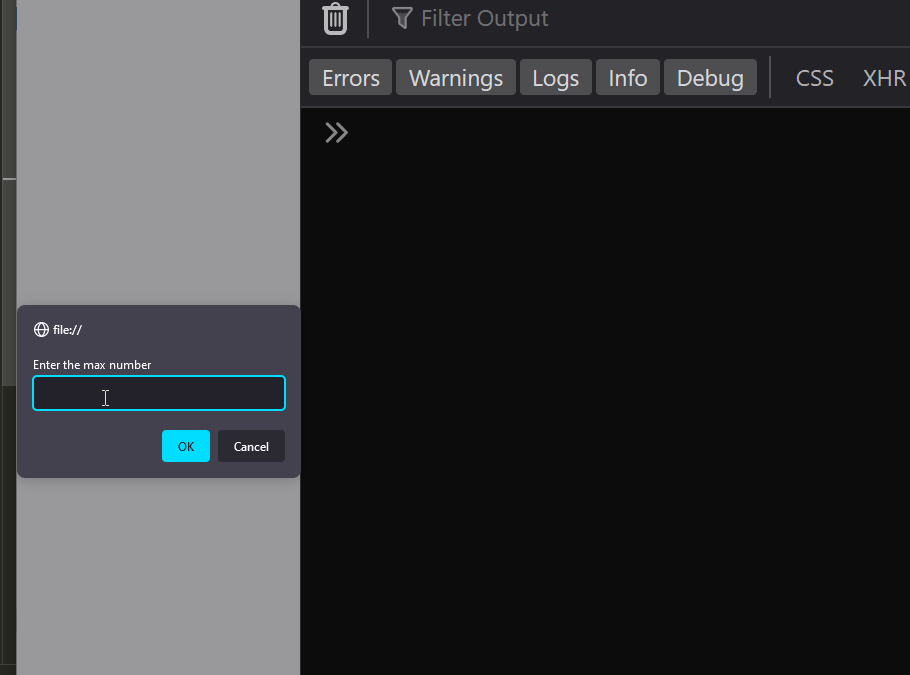 Filter Output
Errors Warnings Logs Info Debug CSS XHR
file://
Enter the max number
OK Cancel